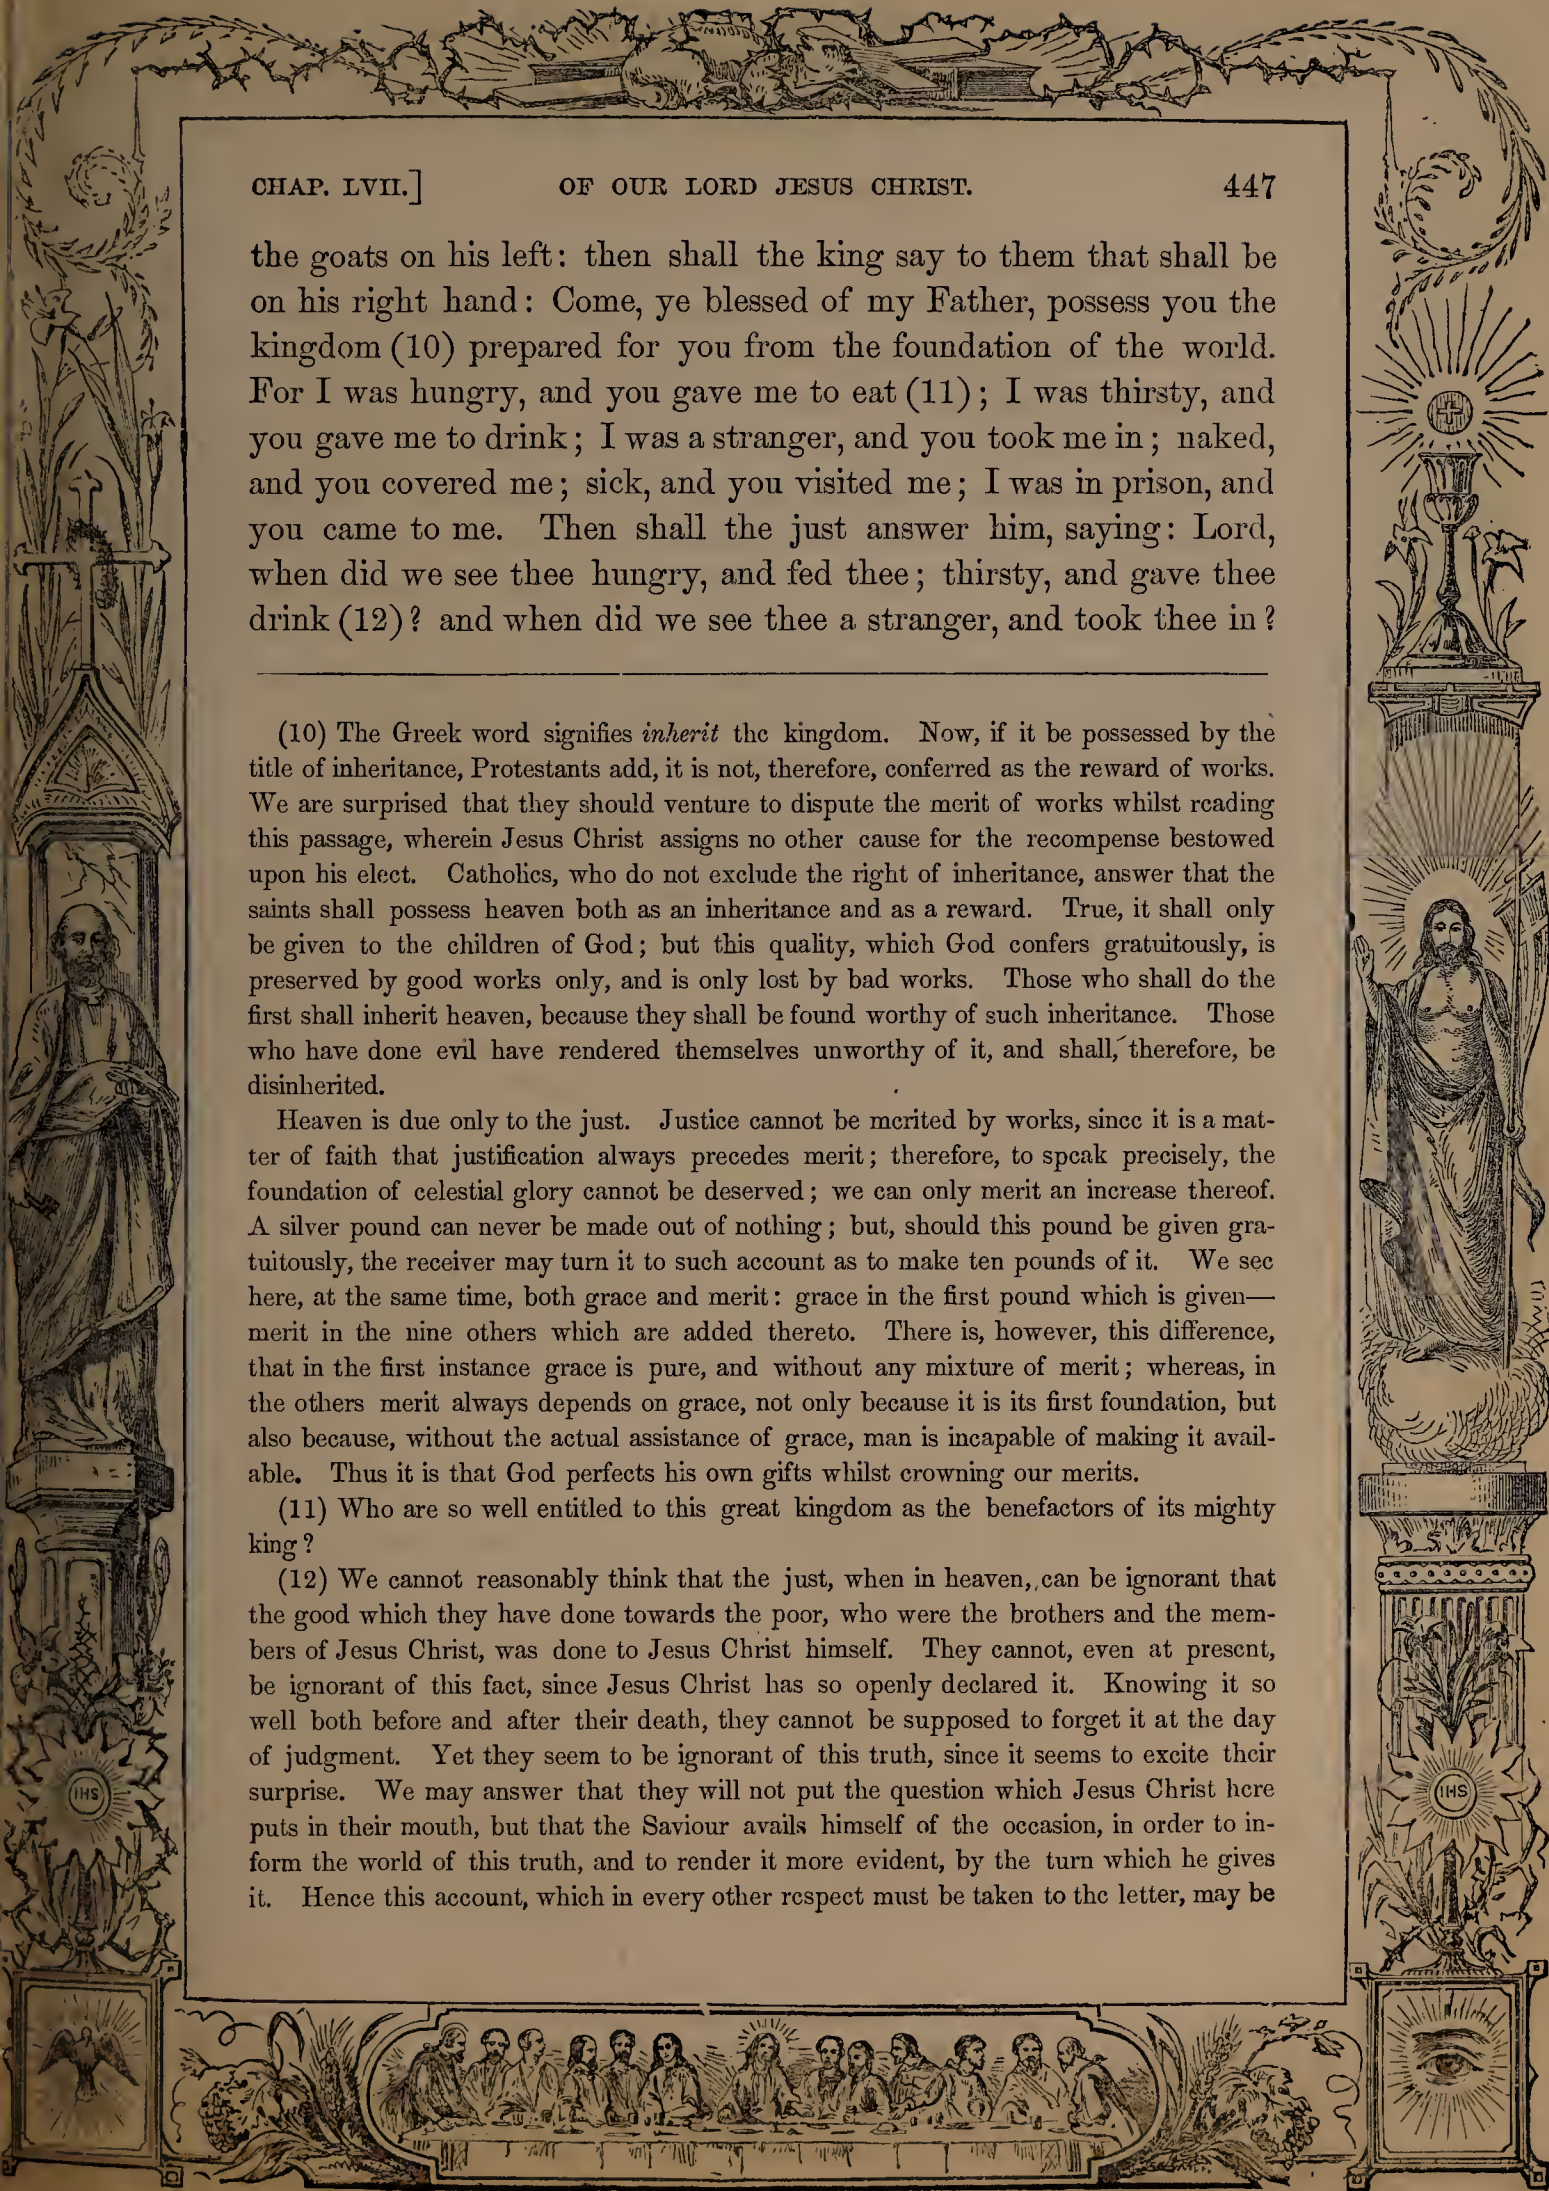 CHAP. LVII.] OF OUR LORD JESUS CHRIST. 447
the goats on his left: then shall the king say to them that shall be
on his right hand: Come, ye blessed of my Father, possess you the
kingdom (10) prepared for you from the foundation of the world.
For I was hungry, and you gave me to eat (11); I was thirsty, and
you gave me to drink; I was a stranger, and you took me in; naked,
and you covered me; sick, and you visited me; I was in prison, and
you came to me. Then shall the just answer him, saying: Lord,
when did we see thee hungry, and fed thee; thirsty, and gave thee
drink (12)? and when did we see thee a stranger, and took thee in?
(10) The Greek word signifies inherit the kingdom. Now, if it be possessed by the
title of inheritance, Protestants add, it is not, therefore, conferred as the reward of works.
We are surprised that they should venture to dispute the merit of works whilst reading
this passage, wherein Jesus Christ assigns no other cause for the recompense bestowed
upon his elect. Catholics, who do not exclude the right of inheritance, answer that the
saints shall possess heaven both as an inheritance and as a reward. True, it shall only
be given to the children of God; but this quality, which God confers gratuitously, is
preserved by good works only, and is only lost by bad works. Those who shall do the
first shall inherit heaven, because they shall be found worthy of such inheritance. Those
who have done evil have rendered themselves unworthy of it, and shall, therefore, be
disinherited.
Heaven is due only to the just. Justice cannot be merited by works, since it is a mat-
ter of faith that justification always precedes merit; therefore, to speak precisely, the
foundation of celestial glory cannot be deserved; we can only merit an increase thereof.
A silver pound can never be made out of nothing; but, should this pound be given gra-
tuitously, the receiver may turn it to such account as to make ten pounds of it. We see
here, at the same time, both grace and merit: grace in the first pound which is given—
merit in the nine others which are added thereto. There is, however, this difference,
that in the first instance grace is pure, and without any mixture of merit; whereas, in
the others merit always depends on grace, not only because it is its first foundation, but
also because, without the actual assistance of grace, man is incapable of making it avail-
able. Thus it is that God perfects his own gifts whilst crowning our merits.
(11) Who are so well entitled to this great kingdom as the benefactors of its mighty
king?
(12) We cannot reasonably think that the just, when in heaven, can be ignorant that
the good which they have done towards the poor, who were the brothers and the mem-
bers of Jesus Christ, was done to Jesus Christ himself. They cannot, even at present,
be ignorant of this fact, since Jesus Christ has so openly declared it. Knowing it so
well both before and after their death, they cannot be supposed to forget it at the day
of judgment. Yet they seem to be ignorant of this truth, since it seems to excite their
surprise. We may answer that they will not put the question which Jesus Christ here
puts in their mouth, but that the Saviour avails himself of the occasion, in order to in-
form the world of this truth, and to render it more evident, by the turn which he gives
it. Hence this account, which in every other respect must be taken to the letter, may be
IHS
IHS